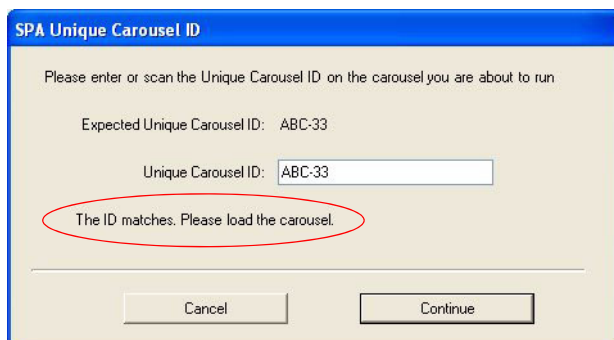 SPA Unique Carousel ID
Please enter or scan the Unique Carousel ID on the carousel you are about to run
Expected Unique Carousel ID: ABC-33
Unique Carousel ID: ABC-33
The ID matches. Please load the carousel.
Cancel Continue